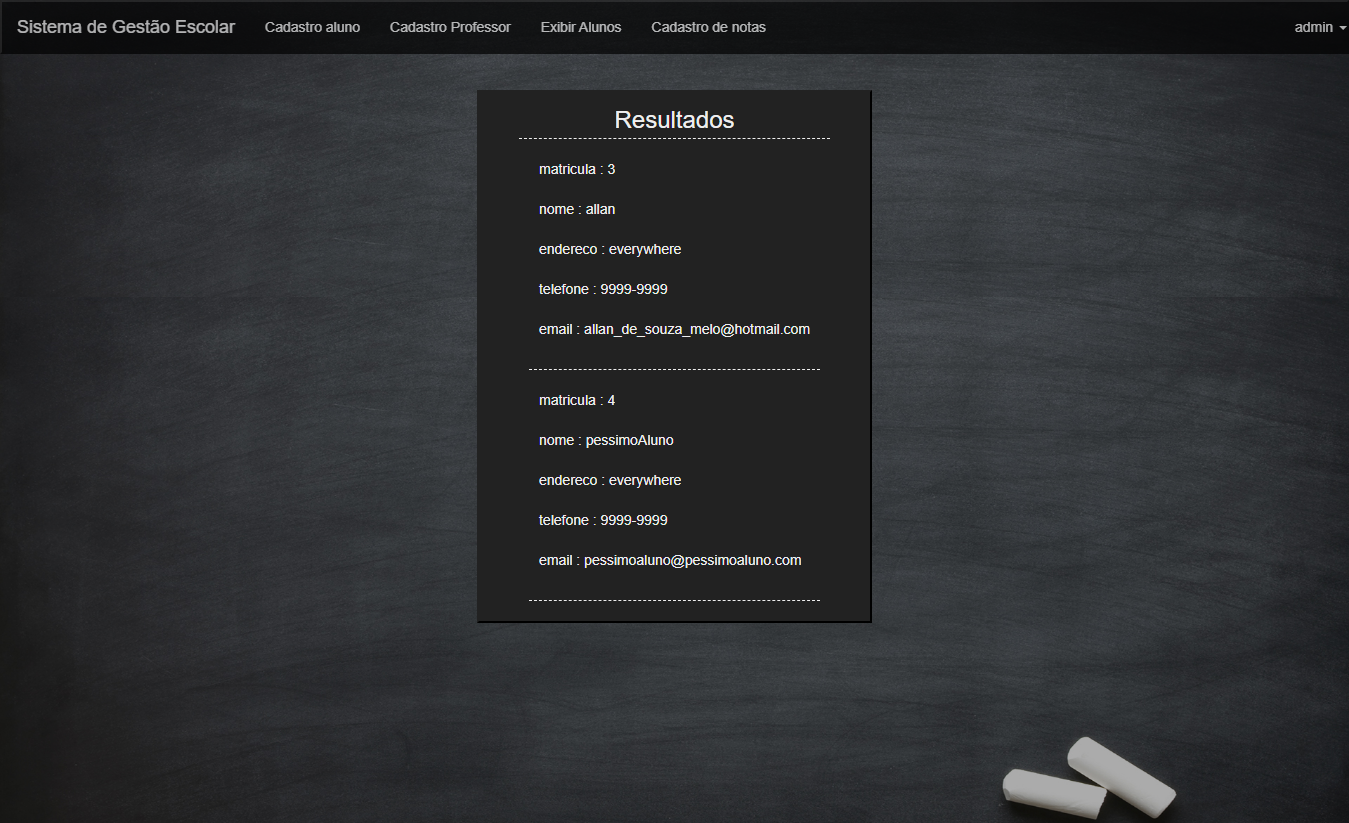 Sistema de Gestão Escolar Cadastro aluno Cadastro Professor Exibir Alunos Cadastro de notas admin
Resultados
matricula : 3
nome : allan
endereco : everywhere
telefone : 9999-9999
email : allan_de_souza_melo@hotmail.com
matricula : 4
nome : pessimoAluno
endereco : everywhere
telefone : 9999-9999
email : pessimoaluno@pessimoaluno.com